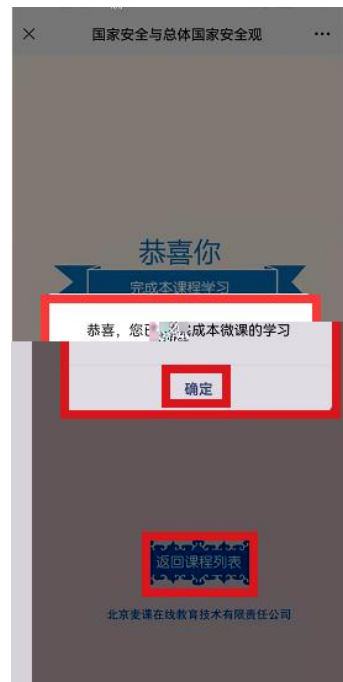 国家安全与总体国家安全观
恭喜你
完成本课程学习
恭喜，您已成本微课的学习
确定
返回课程列表
北京麦课在线教育技术有限责任公司